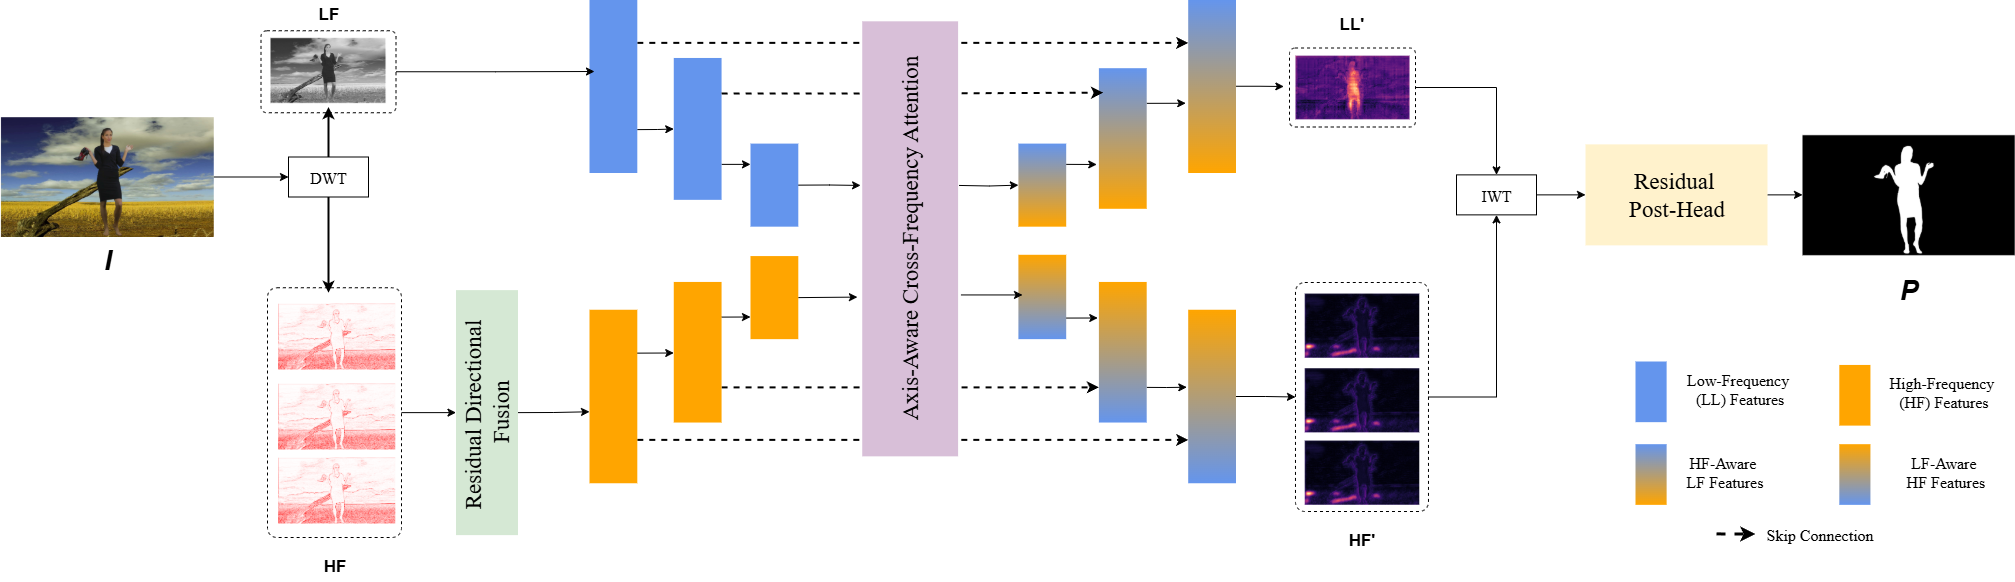 LF
I
DWT
HF
Residual Directional
Fusion
Axis-Aware Cross-Frequency Attention
LL'
HF'
IWT
Residual
Post-Head
P
Low-Frequency
(LL) Features
High-Frequency
(HF) Features
HF-Aware
LF Features
LF-Aware
HF Features
Skip Connection